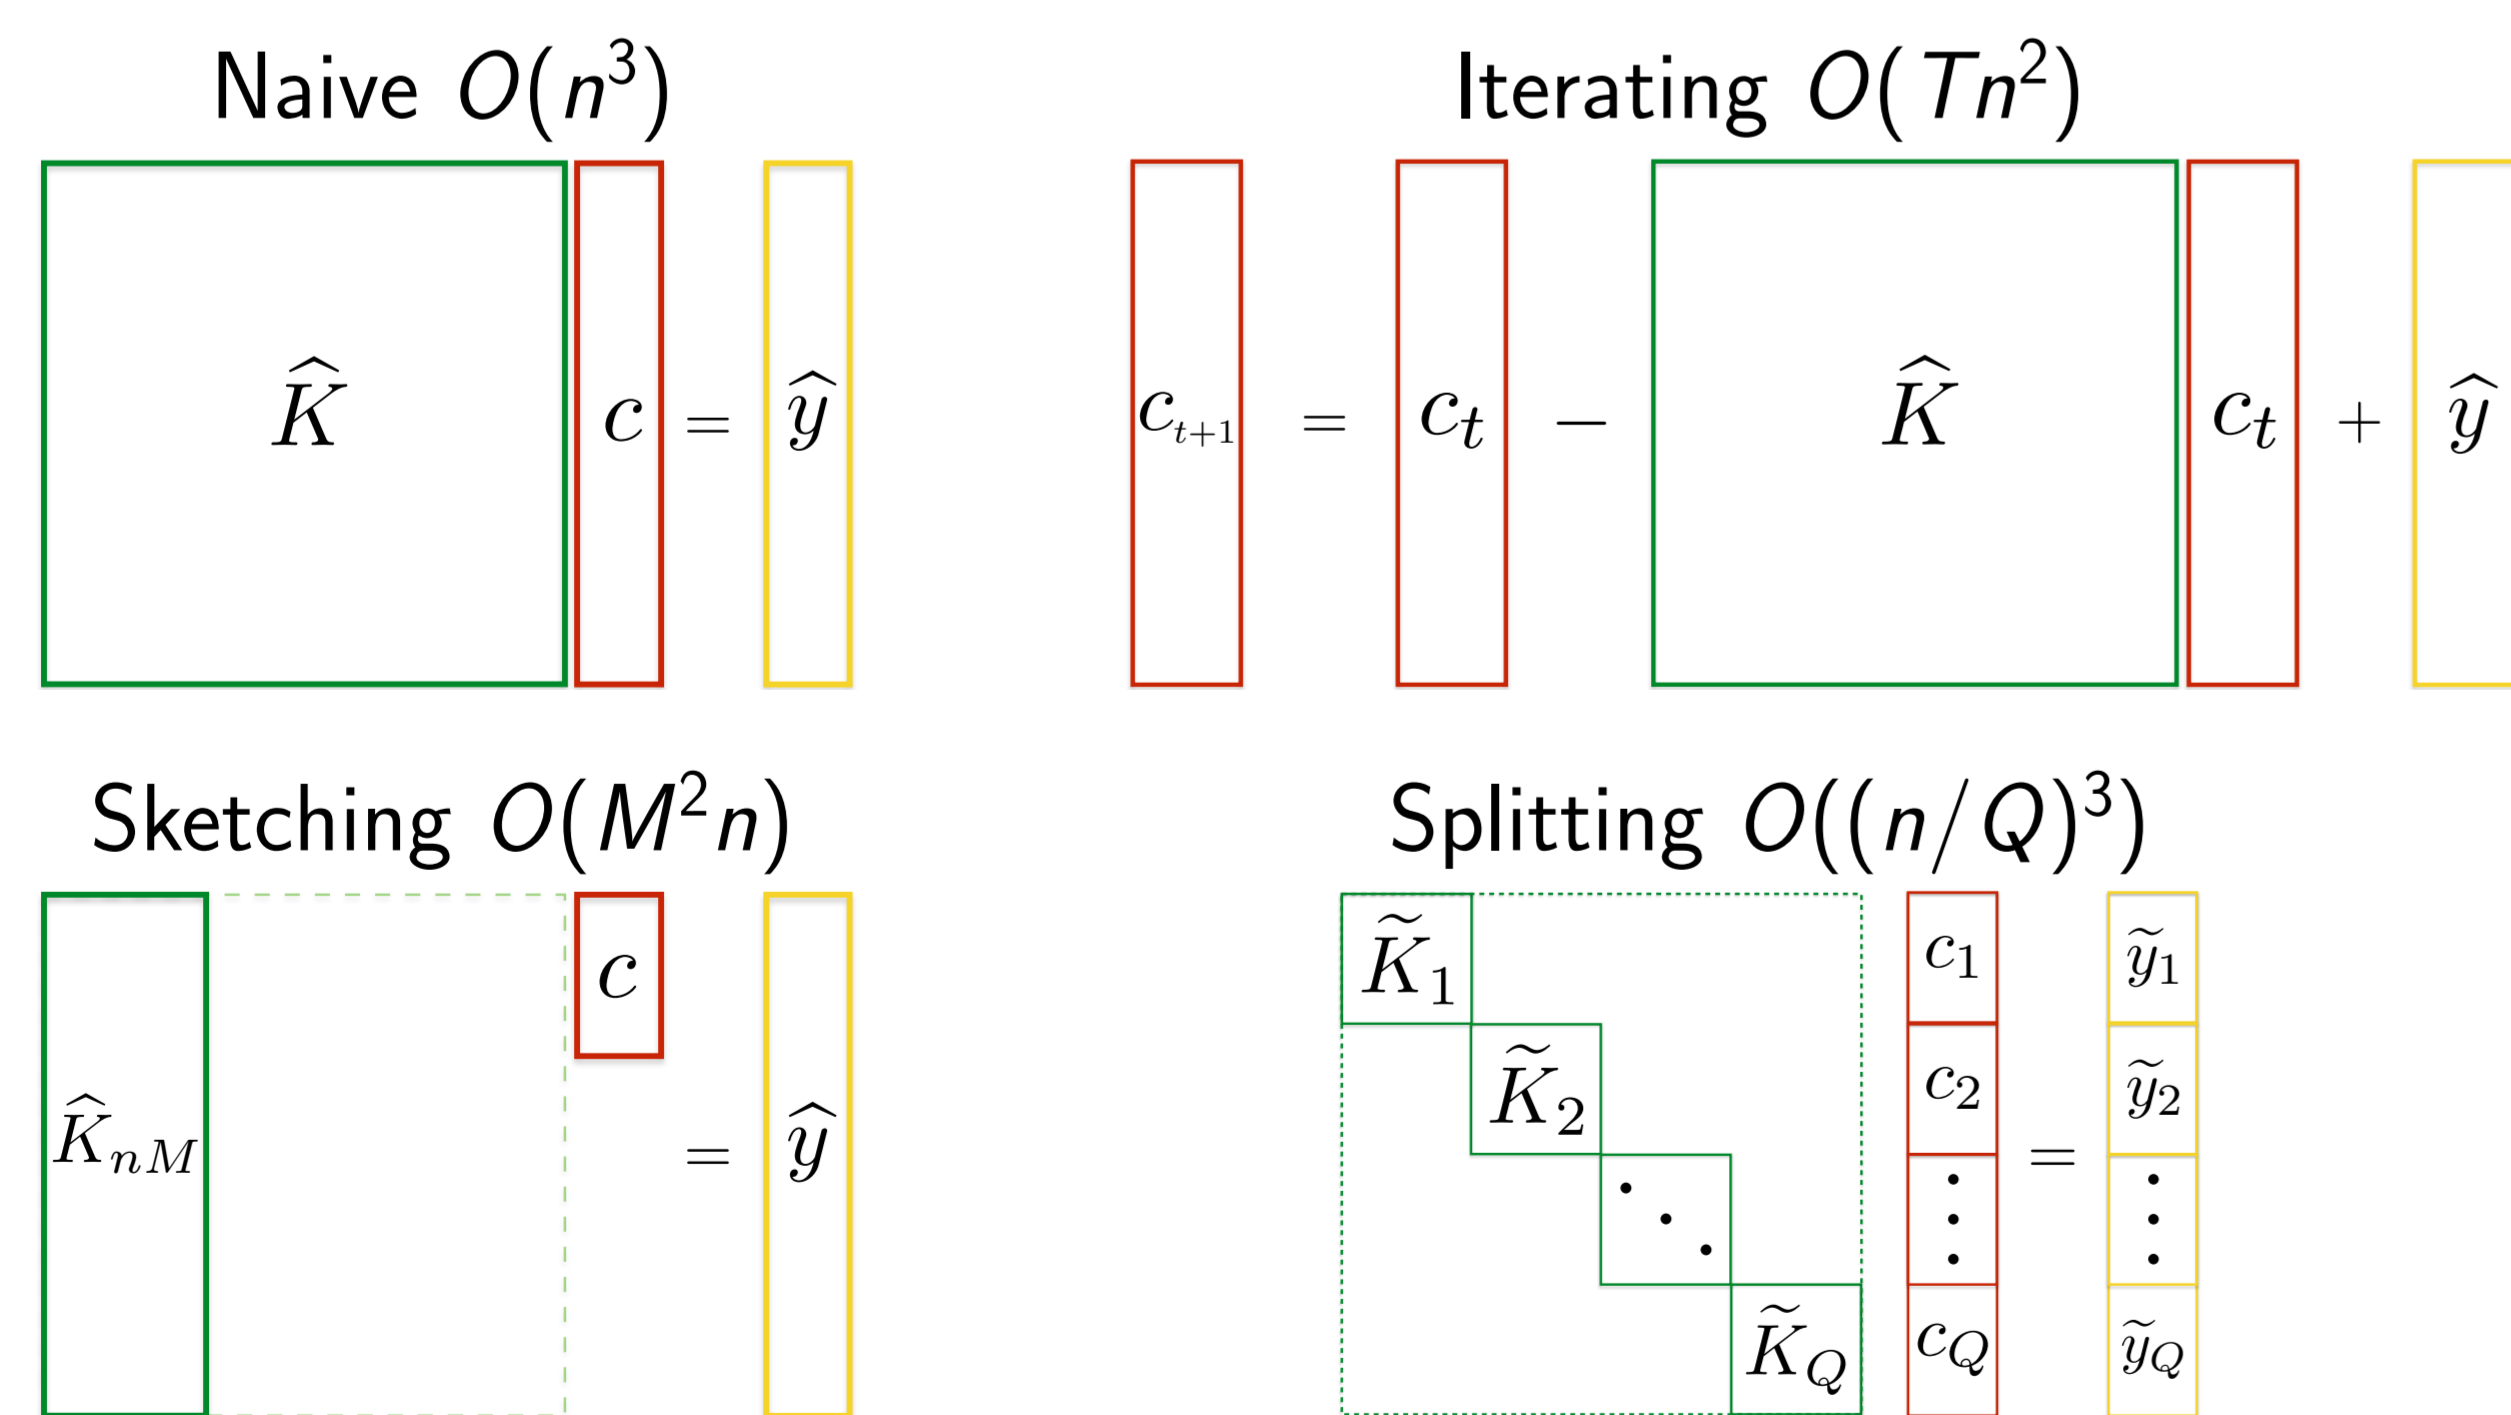 Naive O(n³)
K̂ c = ŷ
Iterating O(Tn²)
c_{t+1} = c_t − K̂ c_t + ŷ
Sketching O(M²n)
K̂_{nM} c = ŷ
Splitting O((n/Q)³)
K̃₁ c₁ ỹ₁
K̃₂ c₂ ỹ₂
⋱ ⋮ = ⋮
K̃_Q c_Q ỹ_Q